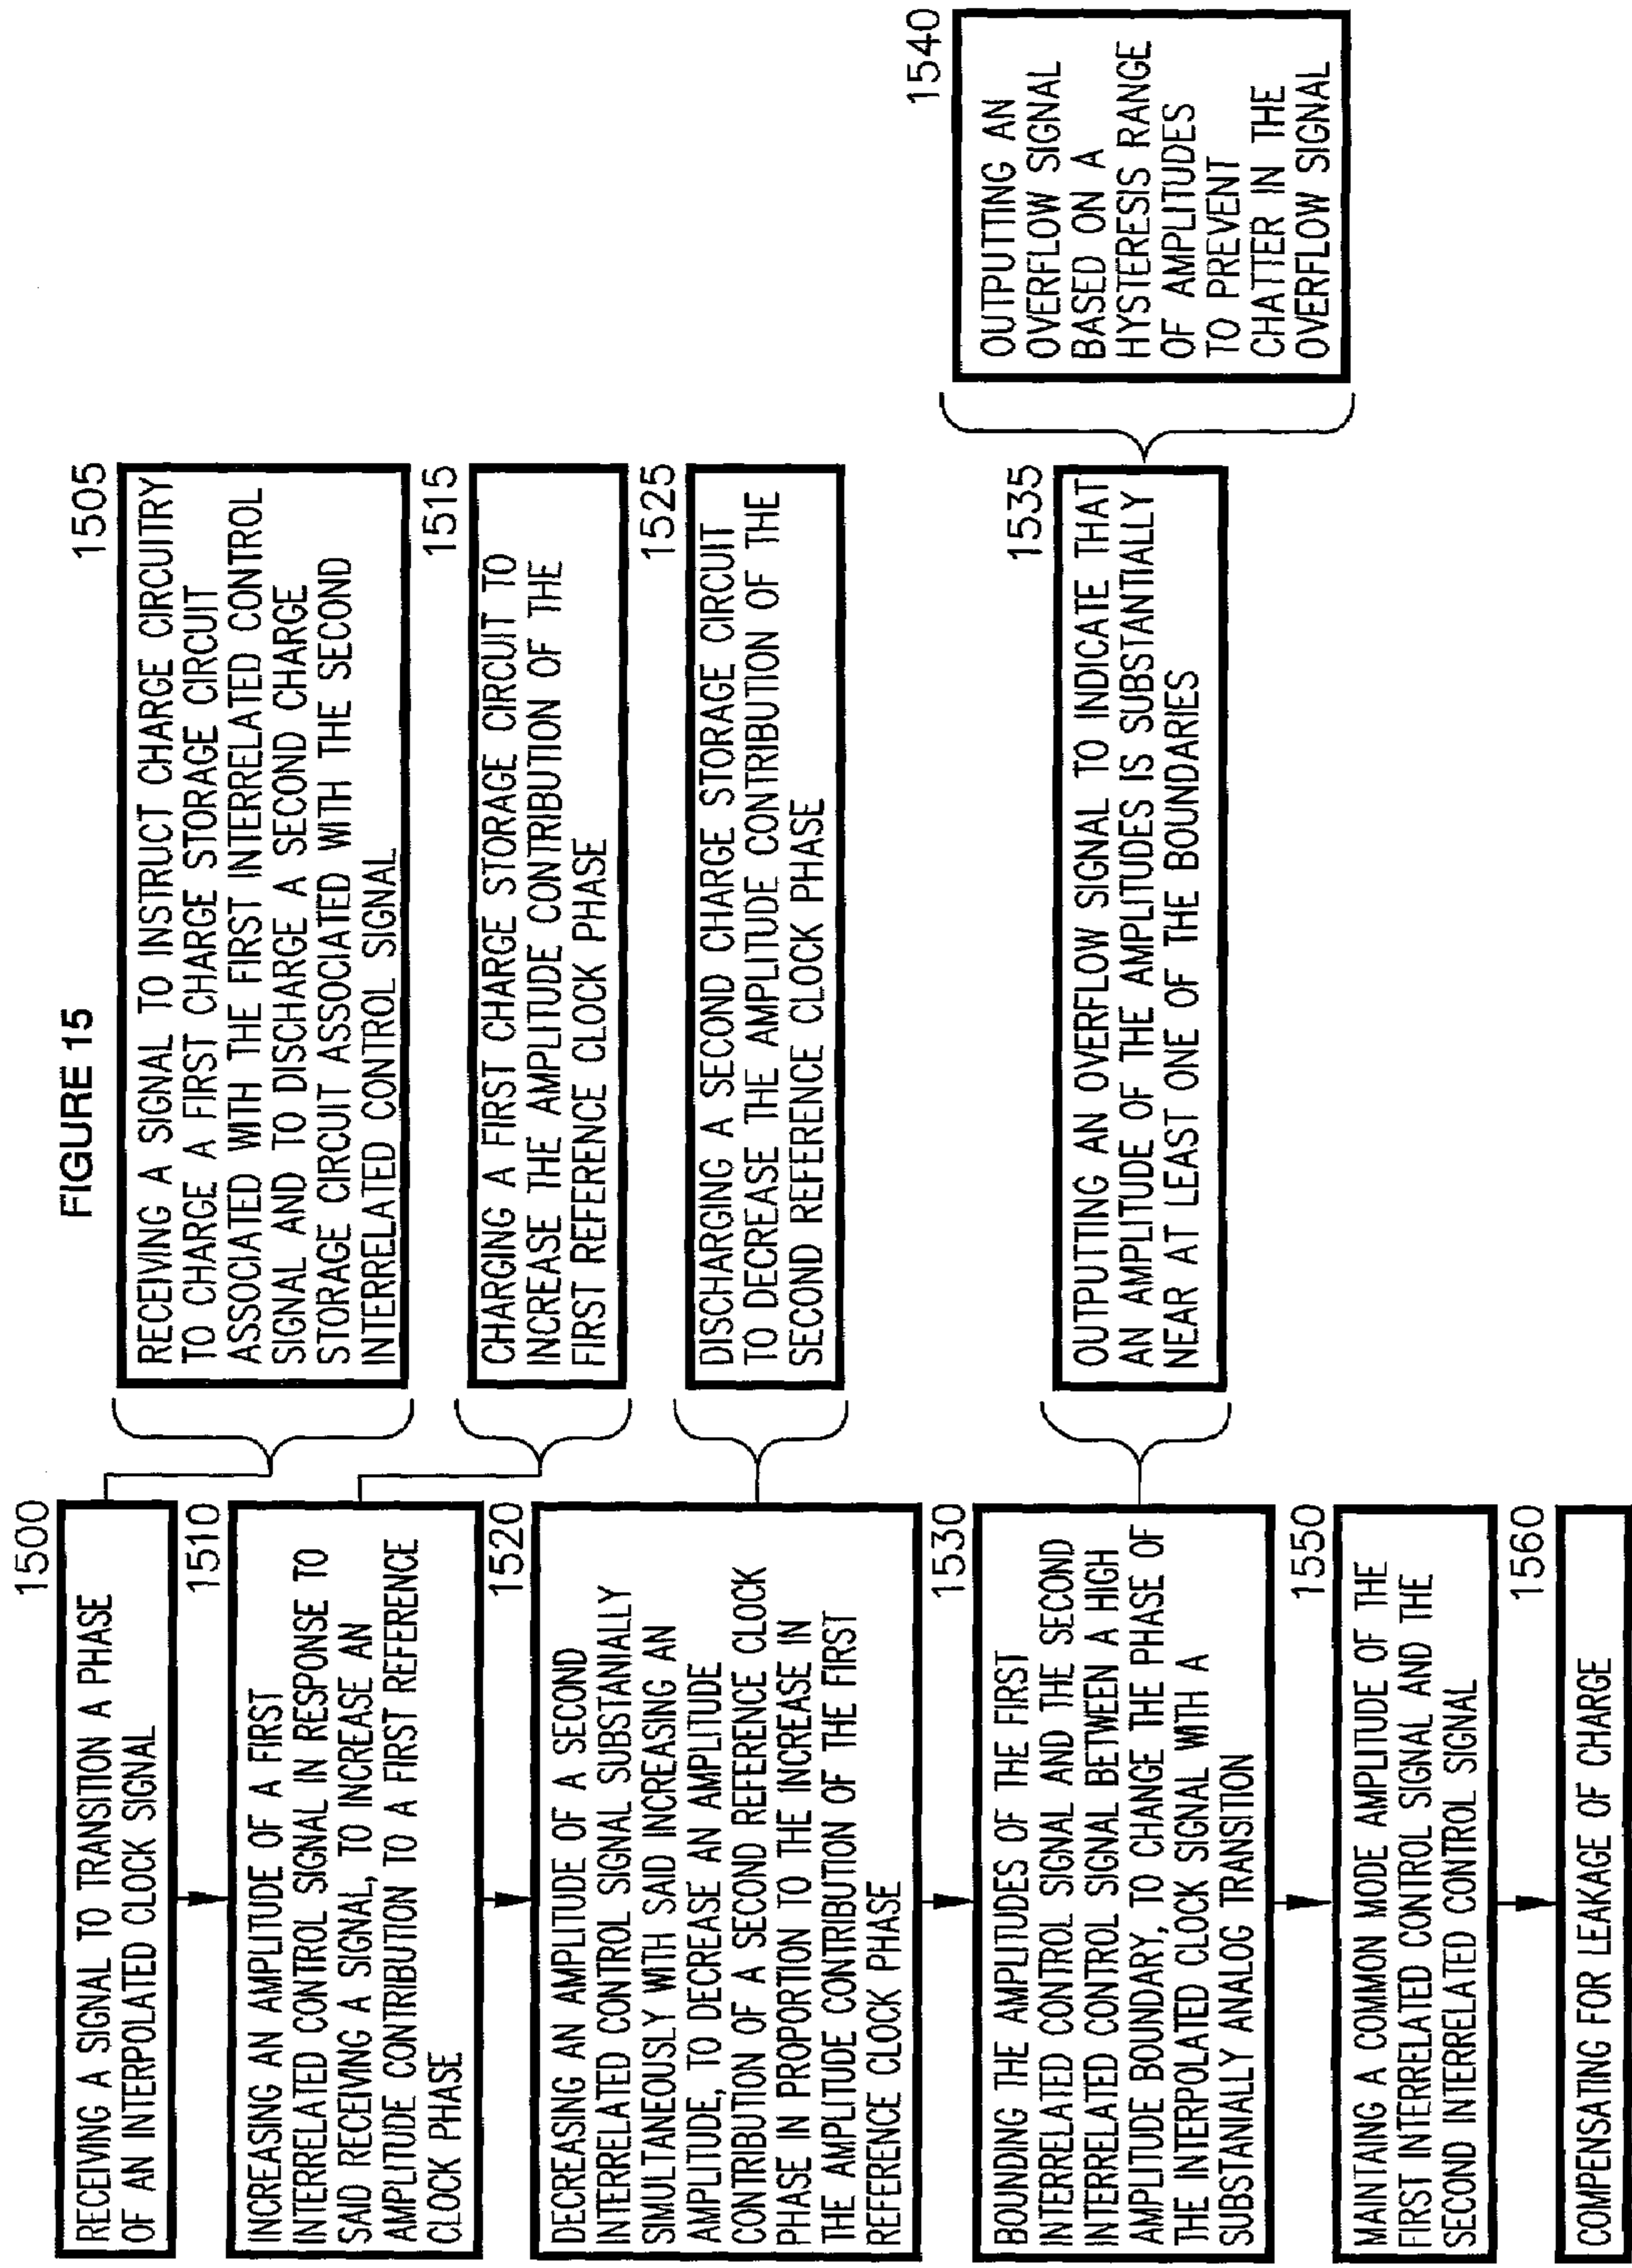 FIGURE 15
1500
RECEIVING A SIGNAL TO TRANSITION A PHASE
OF AN INTERPOLATED CLOCK SIGNAL
1505
RECEIVING A SIGNAL TO INSTRUCT CHARGE CIRCUITRY
TO CHARGE A FIRST CHARGE STORAGE CIRCUIT
ASSOCIATED WITH THE FIRST INTERRELATED CONTROL
SIGNAL AND TO DISCHARGE A SECOND CHARGE
STORAGE CIRCUIT ASSOCIATED WITH THE SECOND
INTERRELATED CONTROL SIGNAL
1510
INCREASING AN AMPLITUDE OF A FIRST
INTERRELATED CONTROL SIGNAL IN RESPONSE TO
SAID RECEIVING A SIGNAL, TO INCREASE AN
AMPLITUDE CONTRIBUTION TO A FIRST REFERENCE
CLOCK PHASE
1515
CHARGING A FIRST CHARGE STORAGE CIRCUIT TO
INCREASE THE AMPLITUDE CONTRIBUTION OF THE
FIRST REFERENCE CLOCK PHASE
1520
DECREASING AN AMPLITUDE OF A SECOND
INTERRELATED CONTROL SIGNAL SUBSTANIALLY
SIMULTANEOUSLY WITH SAID INCREASING AN
AMPLITUDE, TO DECREASE AN AMPLITUDE
CONTRIBUTION OF A SECOND REFERENCE CLOCK
PHASE IN PROPORTION TO THE INCREASE IN
THE AMPLITUDE CONTRIBUTION OF THE FIRST
REFERENCE CLOCK PHASE
1525
DISCHARGING A SECOND CHARGE STORAGE CIRCUIT
TO DECREASE THE AMPLITUDE CONTRIBUTION OF THE
SECOND REFERENCE CLOCK PHASE
1530
BOUNDING THE AMPLITUDES OF THE FIRST
INTERRELATED CONTROL SIGNAL AND THE SECOND
INTERRELATED CONTROL SIGNAL BETWEEN A HIGH
AMPLITUDE BOUNDARY, TO CHANGE THE PHASE OF
THE INTERPOLATED CLOCK SIGNAL WITH A
SUBSTANIALLY ANALOG TRANSITION
1535
OUTPUTTING AN OVERFLOW SIGNAL TO INDICATE THAT
AN AMPLITUDE OF THE AMPLITUDES IS SUBSTANTIALLY
NEAR AT LEAST ONE OF THE BOUNDARIES
1540
OUTPUTTING AN
OVERFLOW SIGNAL
BASED ON A
HYSTERESIS RANGE
OF AMPLITUDES
TO PREVENT
CHATTER IN THE
OVERFLOW SIGNAL
1550
MAINTAING A COMMON MODE AMPLITUDE OF THE
FIRST INTERRELATED CONTROL SIGNAL AND THE
SECOND INTERRELATED CONTROL SIGNAL
1560
COMPENSATING FOR LEAKAGE OF CHARGE